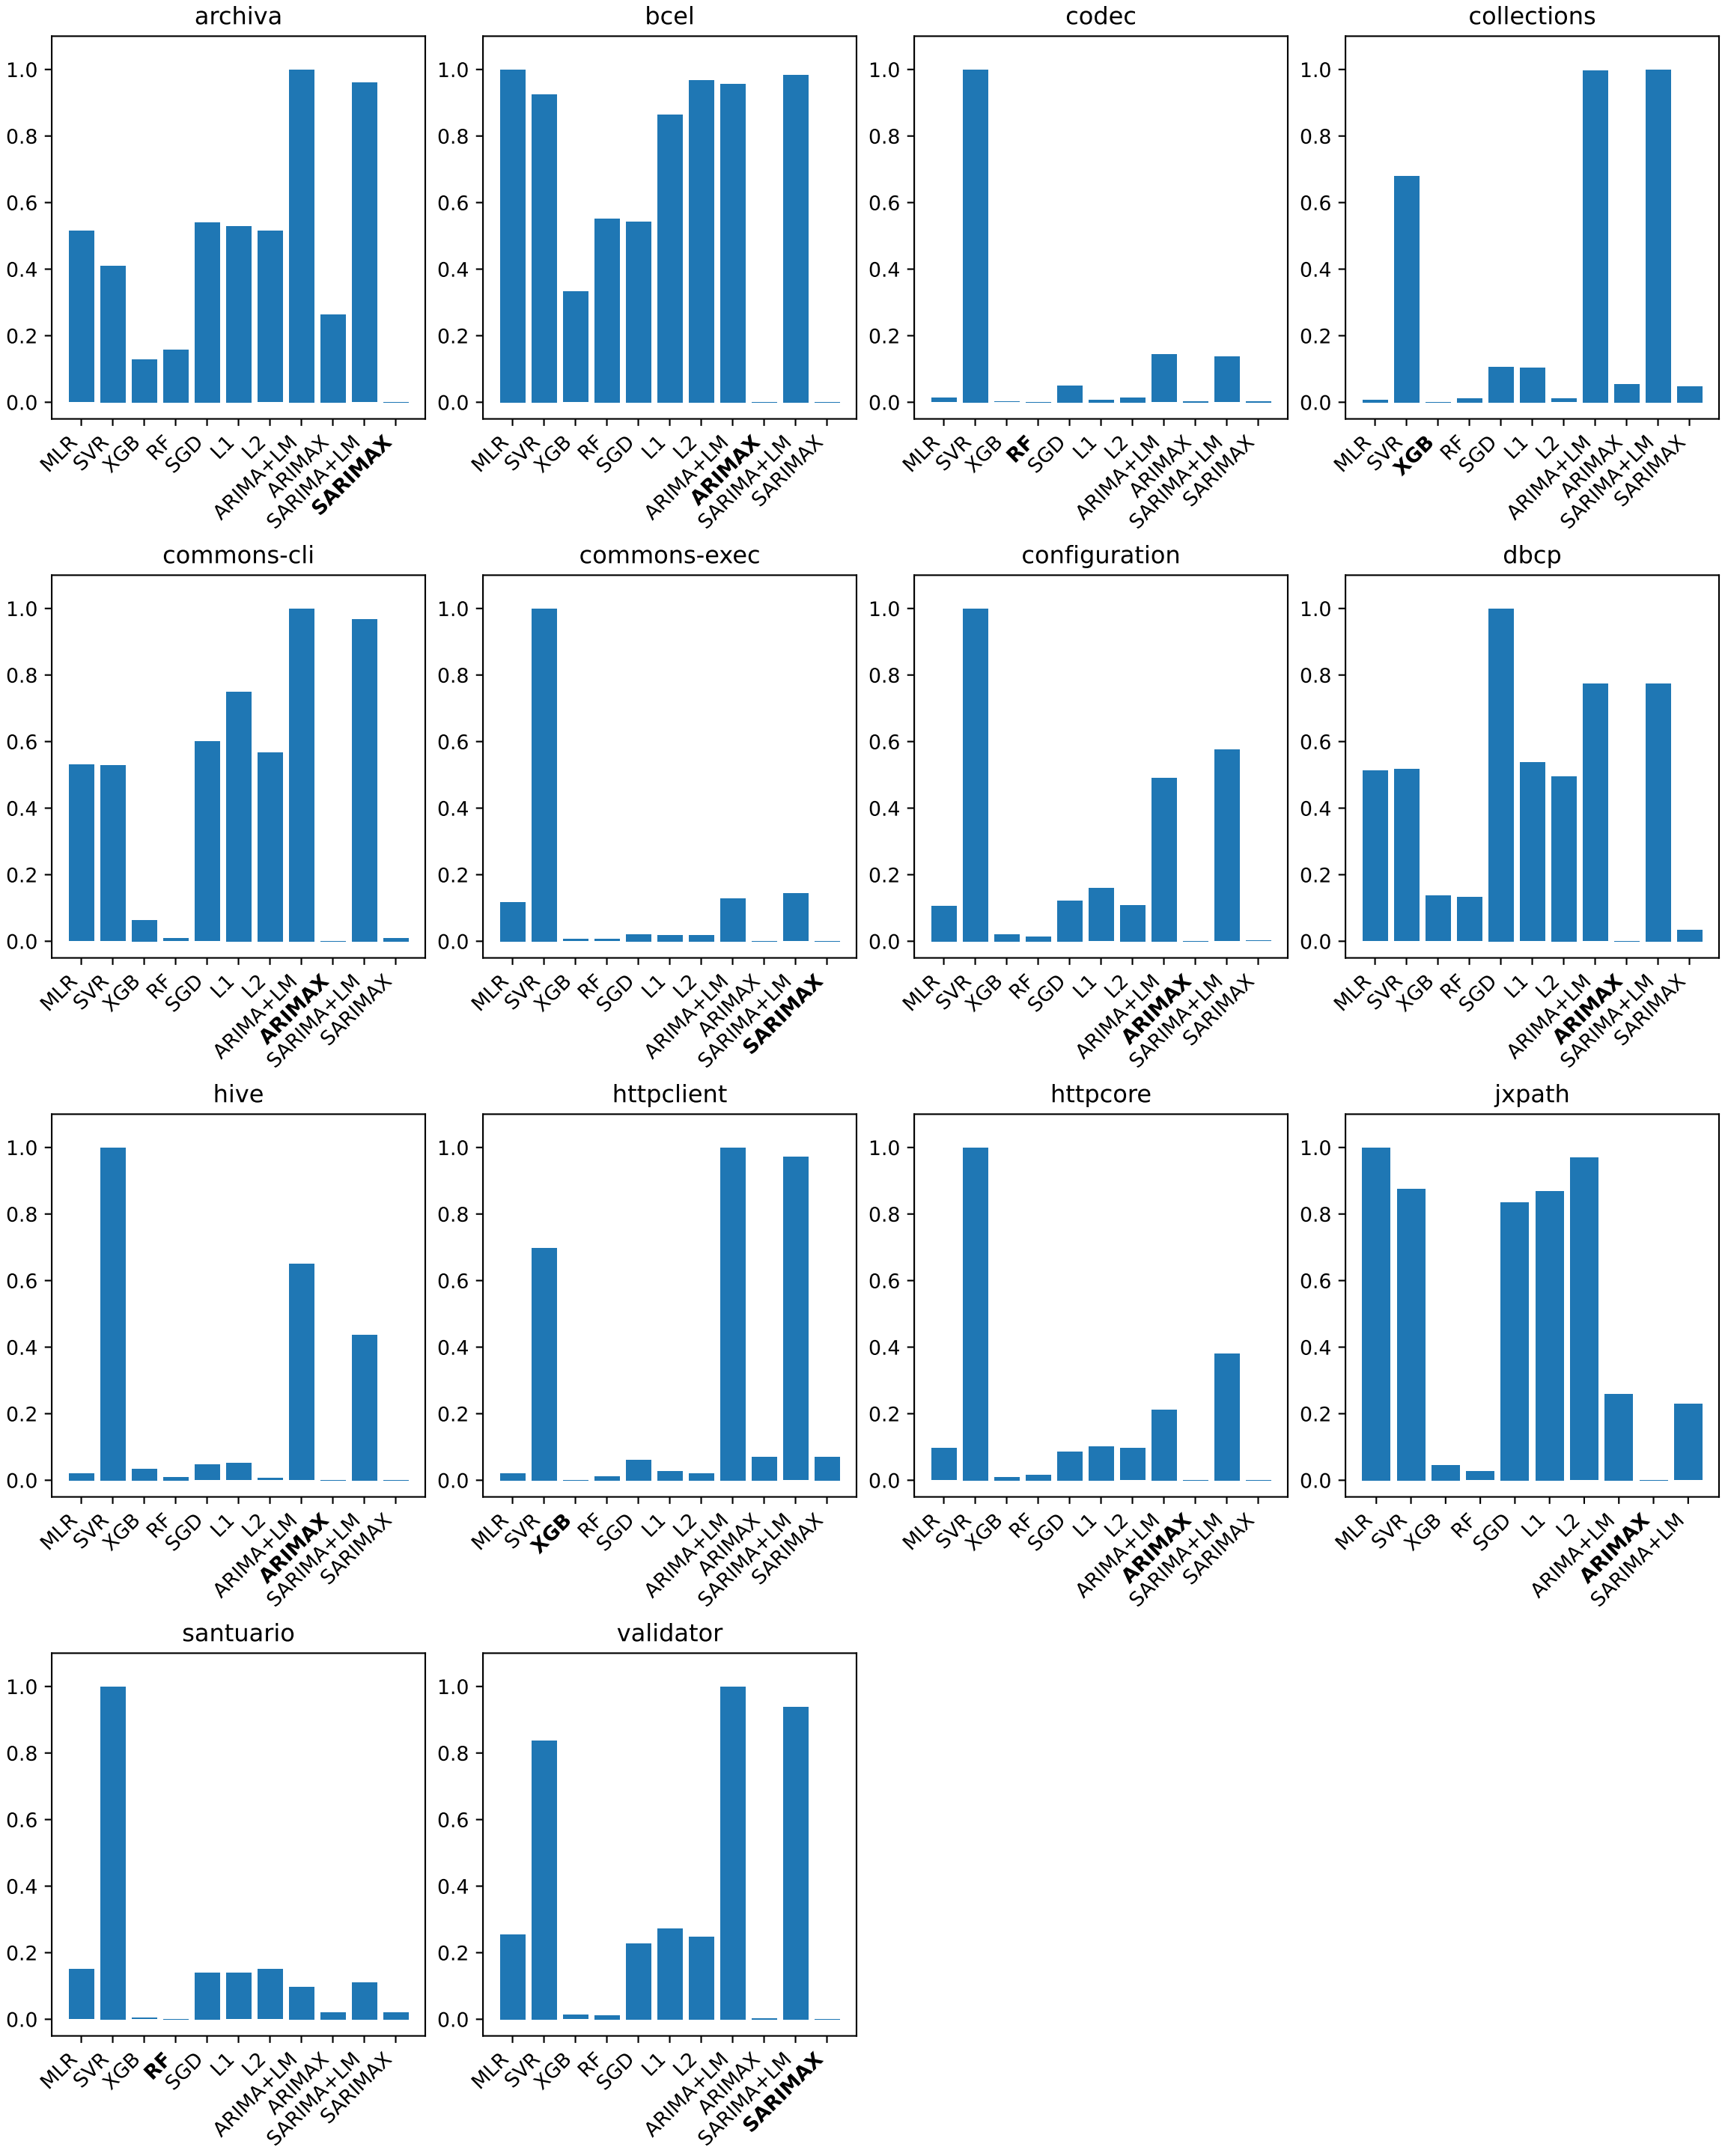 archiva
1.0
0.8
0.6
0.4
0.2
0.0
MLR
SVR
XGB
RF
SGD
L1
L2
ARIMA+LM
ARIMAX
SARIMA+LM
SARIMAX
bcel
1.0
0.8
0.6
0.4
0.2
0.0
MLR
SVR
XGB
RF
SGD
L1
L2
ARIMA+LM
ARIMAX
SARIMA+LM
SARIMAX
codec
1.0
0.8
0.6
0.4
0.2
0.0
MLR
SVR
XGB
RF
SGD
L1
L2
ARIMA+LM
ARIMAX
SARIMA+LM
SARIMAX
collections
1.0
0.8
0.6
0.4
0.2
0.0
MLR
SVR
XGB
RF
SGD
L1
L2
ARIMA+LM
ARIMAX
SARIMA+LM
SARIMAX
commons-cli
1.0
0.8
0.6
0.4
0.2
0.0
MLR
SVR
XGB
RF
SGD
L1
L2
ARIMA+LM
ARIMAX
SARIMA+LM
SARIMAX
commons-exec
1.0
0.8
0.6
0.4
0.2
0.0
MLR
SVR
XGB
RF
SGD
L1
L2
ARIMA+LM
ARIMAX
SARIMA+LM
SARIMAX
configuration
1.0
0.8
0.6
0.4
0.2
0.0
MLR
SVR
XGB
RF
SGD
L1
L2
ARIMA+LM
ARIMAX
SARIMA+LM
SARIMAX
dbcp
1.0
0.8
0.6
0.4
0.2
0.0
MLR
SVR
XGB
RF
SGD
L1
L2
ARIMA+LM
ARIMAX
SARIMA+LM
SARIMAX
hive
1.0
0.8
0.6
0.4
0.2
0.0
MLR
SVR
XGB
RF
SGD
L1
L2
ARIMA+LM
ARIMAX
SARIMA+LM
SARIMAX
httpclient
1.0
0.8
0.6
0.4
0.2
0.0
MLR
SVR
XGB
RF
SGD
L1
L2
ARIMA+LM
ARIMAX
SARIMA+LM
SARIMAX
httpcore
1.0
0.8
0.6
0.4
0.2
0.0
MLR
SVR
XGB
RF
SGD
L1
L2
ARIMA+LM
ARIMAX
SARIMA+LM
SARIMAX
jxpath
1.0
0.8
0.6
0.4
0.2
0.0
MLR
SVR
XGB
RF
SGD
L1
L2
ARIMA+LM
ARIMAX
SARIMA+LM
santuario
1.0
0.8
0.6
0.4
0.2
0.0
MLR
SVR
XGB
RF
SGD
L1
L2
ARIMA+LM
ARIMAX
SARIMA+LM
SARIMAX
validator
1.0
0.8
0.6
0.4
0.2
0.0
MLR
SVR
XGB
RF
SGD
L1
L2
ARIMA+LM
ARIMAX
SARIMA+LM
SARIMAX